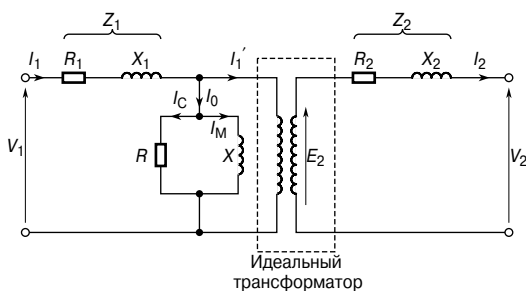 Z1 Z2
I1 R1 X1 I1′ R2 X2 I2
IC I0
IM
V1 R X E2 V2
Идеальный
трансформатор